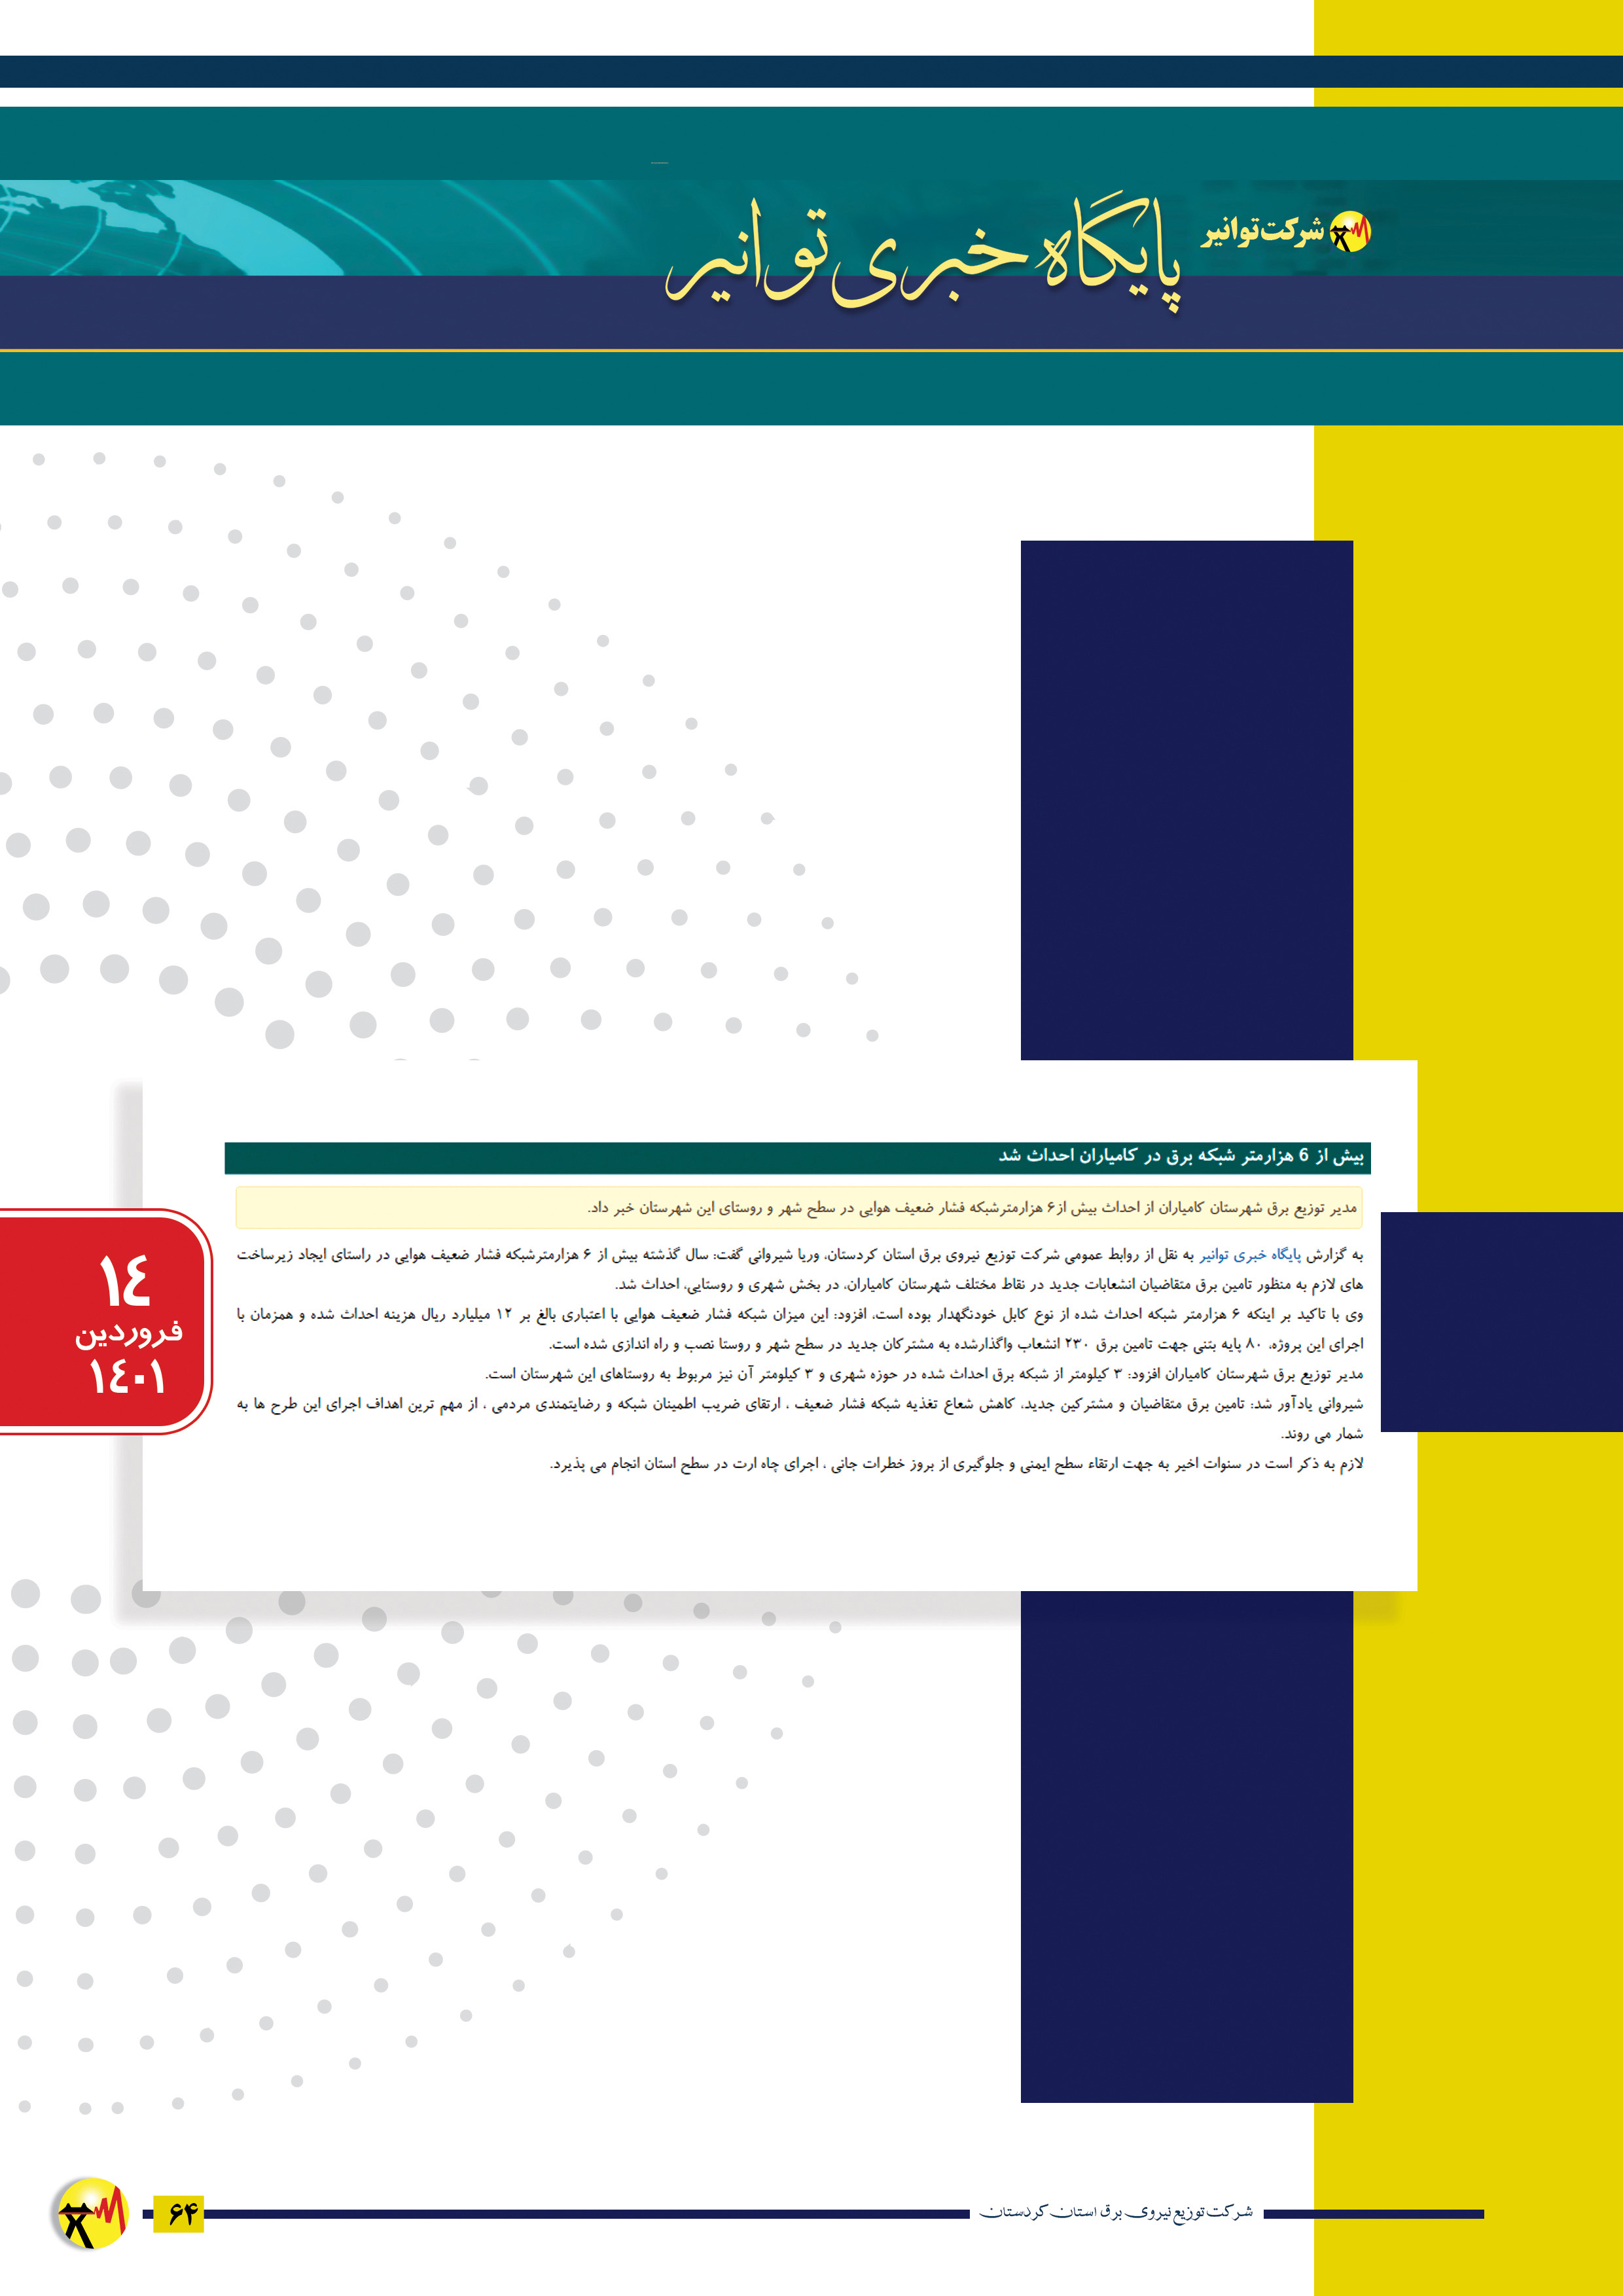 شرکت توانیر
پایگاه خبری توانیر
بیش از 6 هزارمتر شبکه برق در کامیاران احداث شد
مدیر توزیع برق شهرستان کامیاران از احداث بیش از۶ هزارمترشبکه فشار ضعیف هوایی در سطح شهر و روستای این شهرستان خبر داد.
به گزارش پایگاه خبری توانیر به نقل از روابط عمومی شرکت توزیع نیروی برق استان کردستان، وریا شیروانی گفت: سال گذشته بیش از ۶ هزارمترشبکه فشار ضعیف هوایی در راستای ایجاد زیرساخت
های لازم به منظور تامین برق متقاضیان انشعابات جدید در نقاط مختلف شهرستان کامیاران، در بخش شهری و روستایی، احداث شد.
وی با تاکید بر اینکه ۶ هزارمتر شبکه احداث شده از نوع کابل خودنگهدار بوده است، افزود: این میزان شبکه فشار ضعیف هوایی با اعتباری بالغ بر ۱۲ میلیارد ریال هزینه احداث شده و همزمان با
اجرای این پروژه، ۸۰ پایه بتنی جهت تامین برق ۲۳۰ انشعاب واگذارشده به مشترکان جدید در سطح شهر و روستا نصب و راه اندازی شده است.
مدیر توزیع برق شهرستان کامیاران افزود: ۳ کیلومتر از شبکه برق احداث شده در حوزه شهری و ۳ کیلومتر آن نیز مربوط به روستاهای این شهرستان است.
شیروانی یادآور شد: تامین برق متقاضیان و مشترکین جدید، کاهش شعاع تغذیه شبکه فشار ضعیف ، ارتقای ضریب اطمینان شبکه و رضایتمندی مردمی ، از مهم ترین اهداف اجرای این طرح ها به
شمار می روند.
لازم به ذکر است در سنوات اخیر به جهت ارتقاء سطح ایمنی و جلوگیری از بروز خطرات جانی ، اجرای چاه ارت در سطح استان انجام می پذیرد.
١٤
فروردین
١٤٠١
شرکت توزیع نیروی برق استان کردستان
۶۴